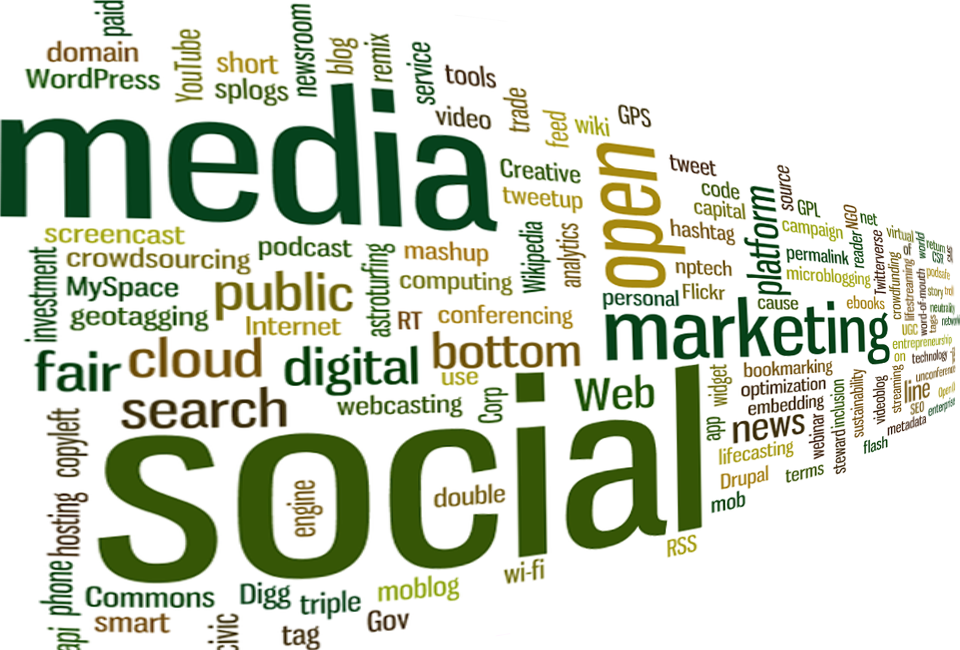 paid
domain
YouTube
short
newsroom
blog
remix
service
tools
WordPress
splogs
video
trade
feed
wiki
GPS
media
Creative
tweetup
open
tweet
code
capital
hashtag
platform
source
GPL
NGO
net
campaign
virtual
world
return
screencast
crowdsourcing
podcast
astroturfing
mashup
Wikipedia
analytics
nptech
permalink
reader
Twitterverse
investment
MySpace
public
computing
personal
Flickr
microblogging
crowdfunding
lifestreaming
word-of-mouth
podsafe
story
troll
geotagging
Internet
RT
conferencing
cause
ebooks
UGC
tags
neutrality
marketing
fair
cloud
digital
bottom
use
Web
bookmarking
entrepreneurship
on
technology
search
webcasting
Corp
widget
optimization
embedding
inclusion
sustainability
videoblog
streaming
line
unconference
SEO
enterprise
metadata
copyleft
social
app
news
webinar
steward
flash
lifecasting
Drupal
terms
mob
hosting
engine
double
RSS
wi-fi
phone
api
Commons
Digg
triple
moblog
smart
civic
tag
Gov